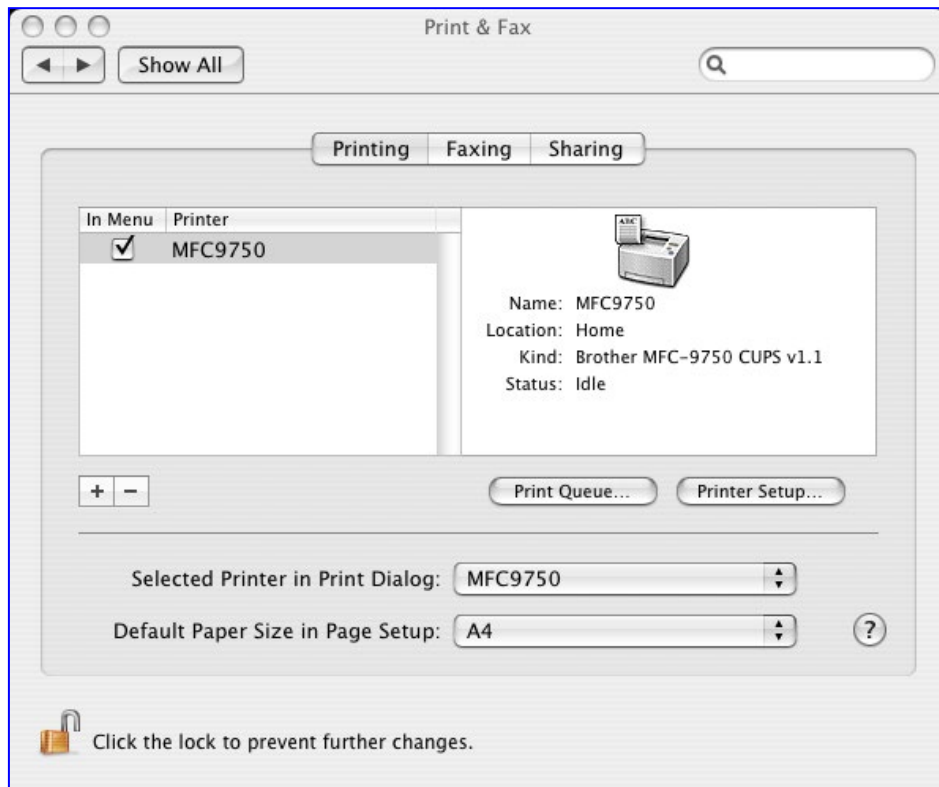 Print & Fax
Show All
Printing Faxing Sharing
In Menu Printer
MFC9750
ABC
Name: MFC9750
Location: Home
Kind: Brother MFC-9750 CUPS v1.1
Status: Idle
+ −
Print Queue... Printer Setup...
Selected Printer in Print Dialog: MFC9750
Default Paper Size in Page Setup: A4 ?
Click the lock to prevent further changes.